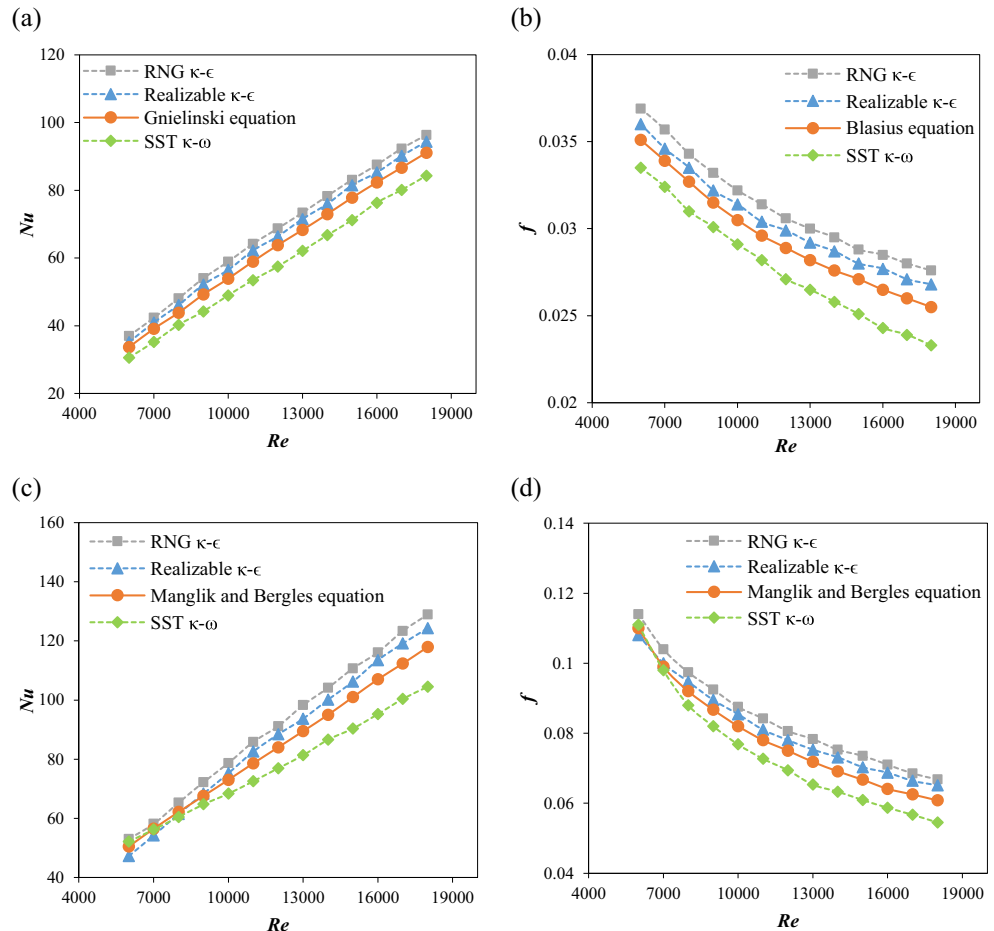 (a)
120
100
80
60
40
20
Nu
RNG κ-ϵ
Realizable κ-ϵ
Gnielinski equation
SST κ-ω
4000 7000 10000 13000 16000 19000
Re
(b)
0.04
0.035
0.03
0.025
0.02
f
RNG κ-ϵ
Realizable κ-ϵ
Blasius equation
SST κ-ω
4000 7000 10000 13000 16000 19000
Re
(c)
160
140
120
100
80
60
40
Nu
RNG κ-ϵ
Realizable κ-ϵ
Manglik and Bergles equation
SST κ-ω
4000 7000 10000 13000 16000 19000
Re
(d)
0.14
0.12
0.1
0.08
0.06
0.04
f
RNG κ-ϵ
Realizable κ-ϵ
Manglik and Bergles equation
SST κ-ω
4000 7000 10000 13000 16000 19000
Re